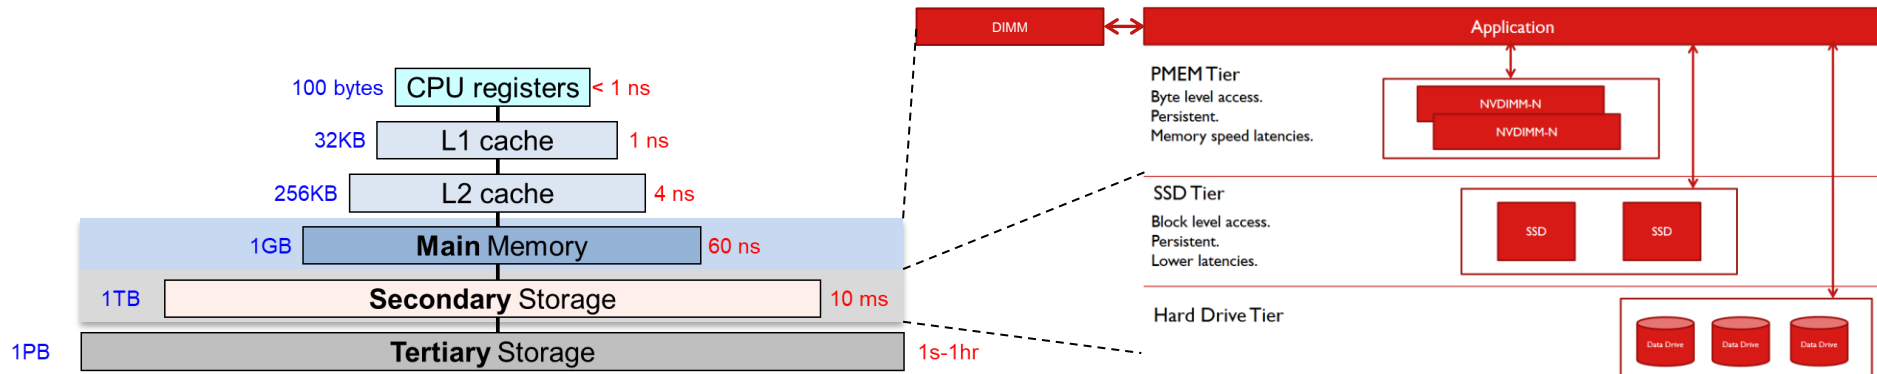 100 bytes CPU registers < 1 ns
32KB L1 cache 1 ns
256KB L2 cache 4 ns
1GB Main Memory 60 ns
1TB Secondary Storage 10 ms
1PB Tertiary Storage 1s-1hr
DIMM
Application
PMEM Tier
Byte level access.
Persistent.
Memory speed latencies.
NVDIMM-N
NVDIMM-N
SSD Tier
Block level access.
Persistent.
Lower latencies.
SSD SSD
Hard Drive Tier
Data Drive Data Drive Data Drive